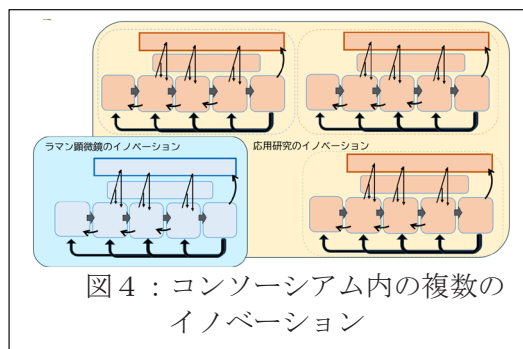 ラマン顕微鏡のイノベーション
応用研究のイノベーション
図４：コンソーシアム内の複数の
イノベーション